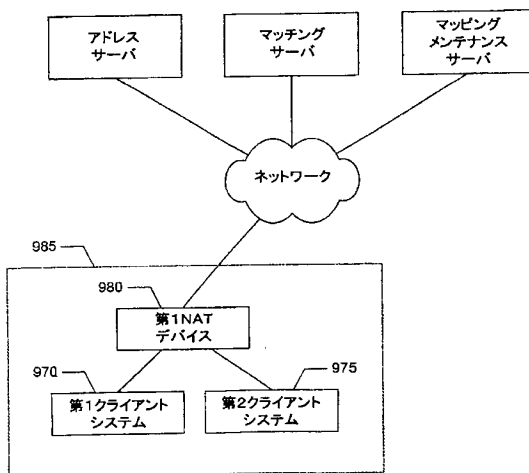 アドレス
サーバ
マッチング
サーバ
マッピング
メンテナンス
サーバ
ネットワーク
985
980
第1NAT
デバイス
970
975
第1クライアント
システム
第2クライアント
システム